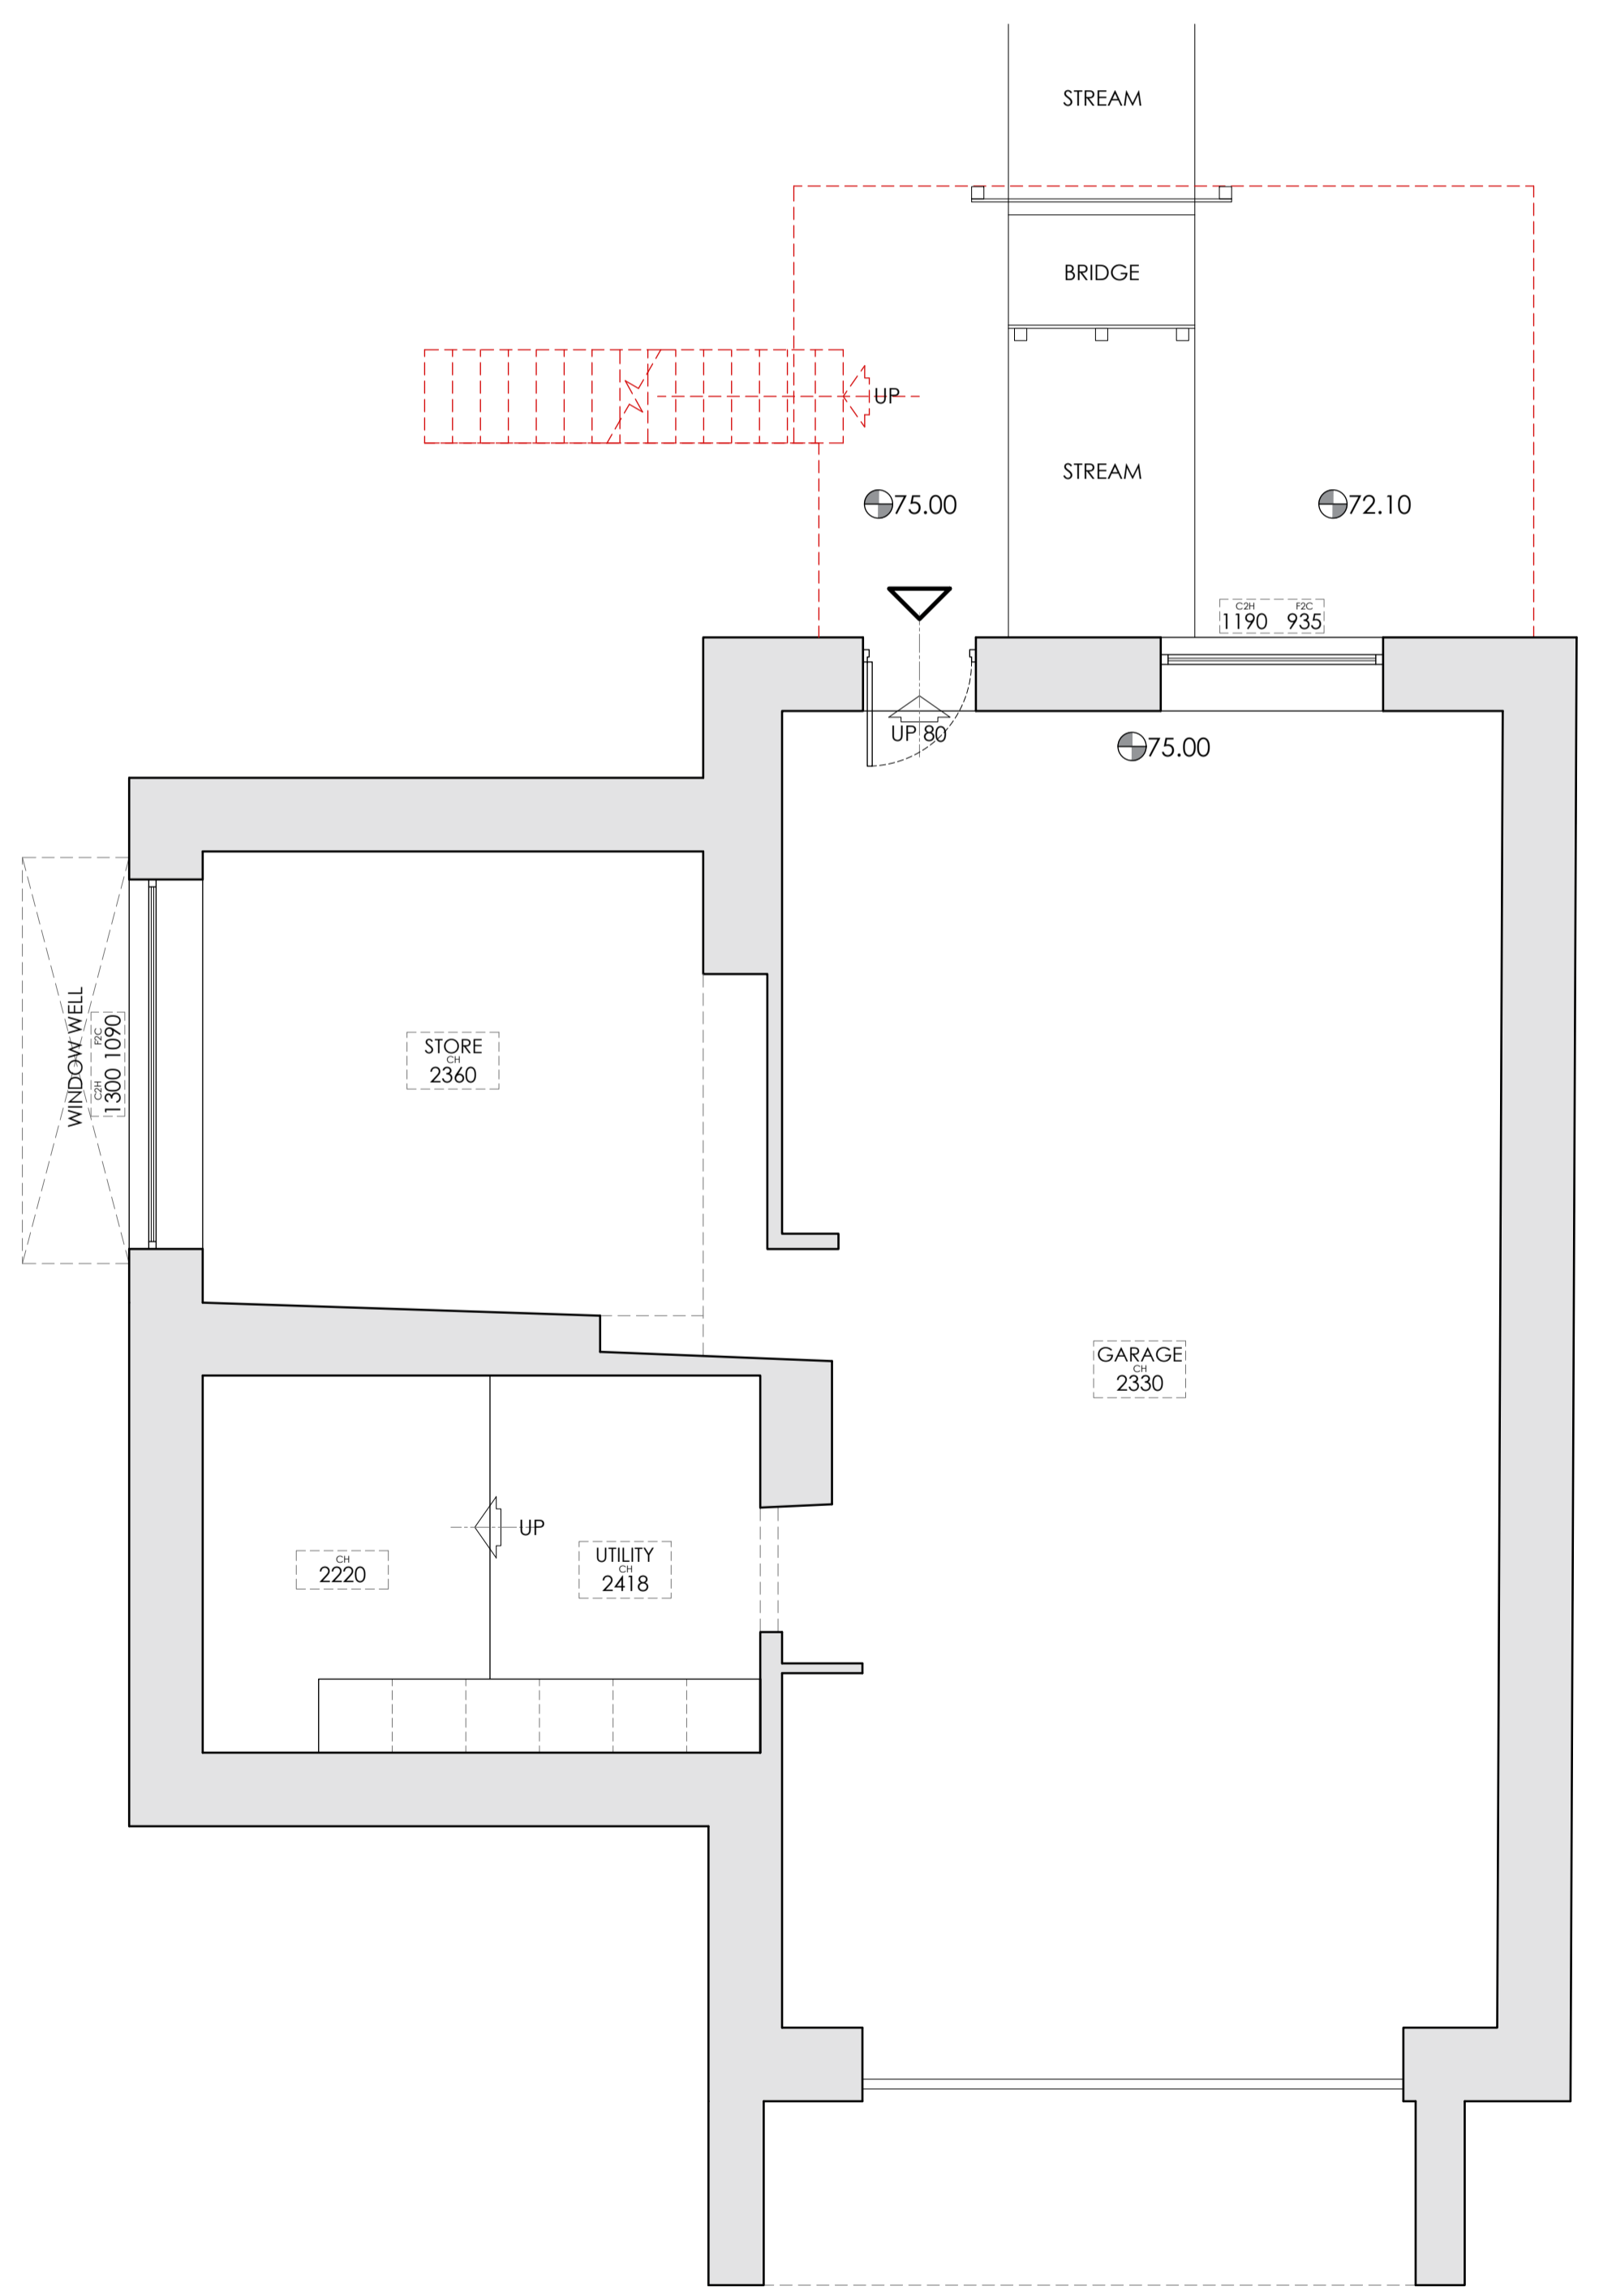 STREAM
BRIDGE
UP
STREAM
75.00
72.10
C2H F2C
1190 935
UP 80
75.00
WINDOW WELL
C2H F2C
1300 1090
STORE
CH
2360
GARAGE
CH
2330
UP
CH
2220
UTILITY
CH
2418